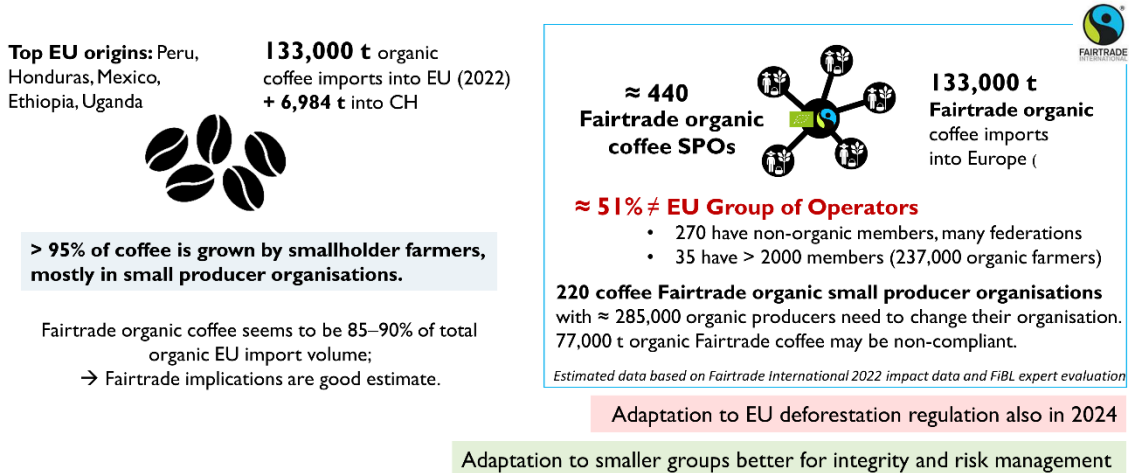 Top EU origins: Peru,
Honduras, Mexico,
Ethiopia, Uganda
133,000 t organic
coffee imports into EU (2022)
+ 6,984 t into CH
> 95% of coffee is grown by smallholder farmers,
mostly in small producer organisations.
Fairtrade organic coffee seems to be 85–90% of total
organic EU import volume;
→ Fairtrade implications are good estimate.
FAIRTRADE
INTERNATIONAL
≈ 440
Fairtrade organic
coffee SPOs
133,000 t
Fairtrade organic
coffee imports
into Europe (
≈ 51% ≠ EU Group of Operators
• 270 have non-organic members, many federations
• 35 have > 2000 members (237,000 organic farmers)
220 coffee Fairtrade organic small producer organisations
with ≈ 285,000 organic producers need to change their organisation.
77,000 t organic Fairtrade coffee may be non-compliant.
Estimated data based on Fairtrade International 2022 impact data and FiBL expert evaluation
Adaptation to EU deforestation regulation also in 2024
Adaptation to smaller groups better for integrity and risk management